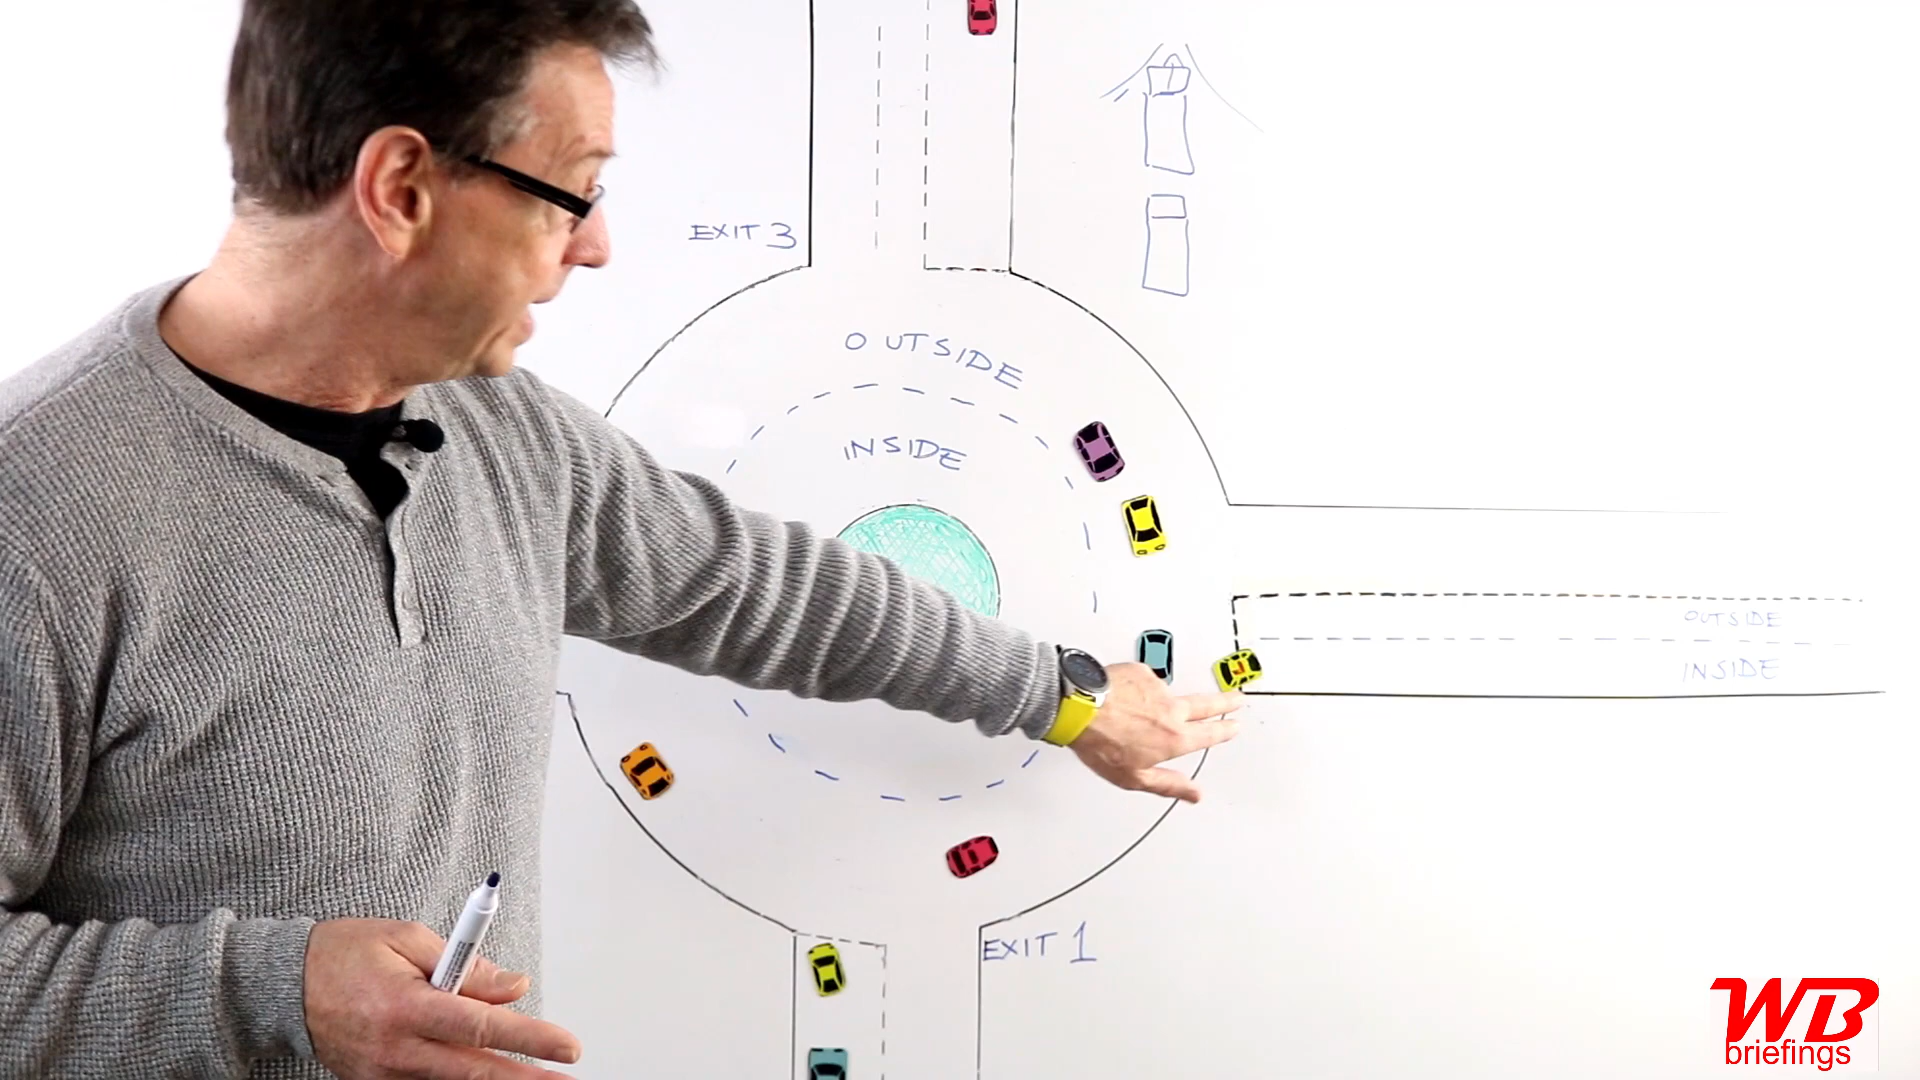 EXIT 3
OUTSIDE
INSIDE
OUTSIDE
INSIDE
EXIT 1
L
WB
briefings